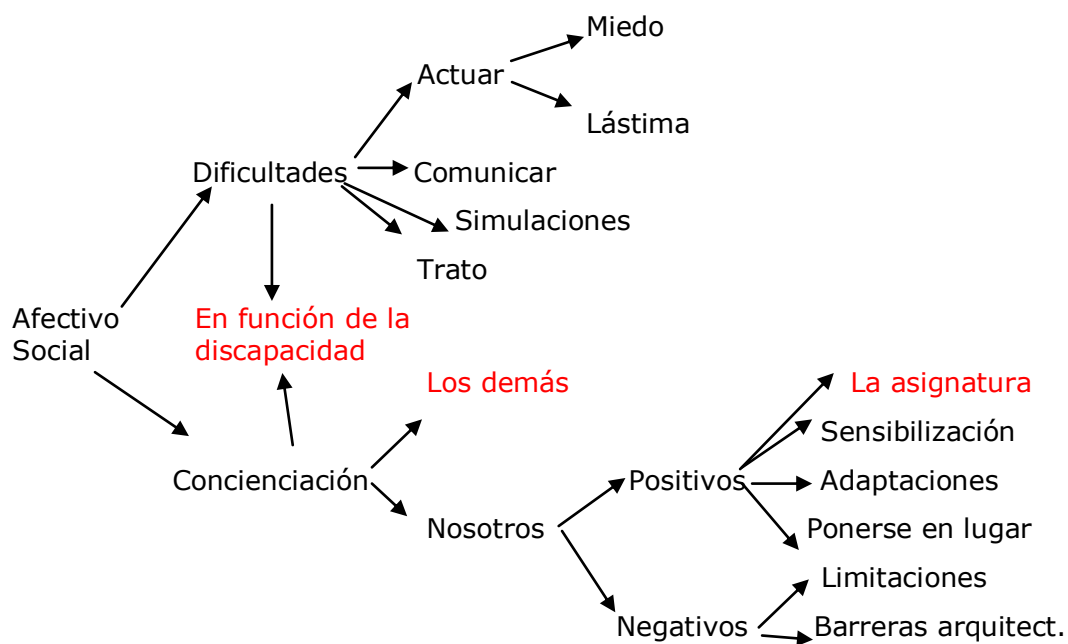 Miedo
Actuar
Lástima
Dificultades
Comunicar
Simulaciones
Trato
Afectivo
Social
En función de la
discapacidad
Los demás
La asignatura
Sensibilización
Concienciación
Positivos
Adaptaciones
Nosotros
Ponerse en lugar
Limitaciones
Negativos
Barreras arquitect.